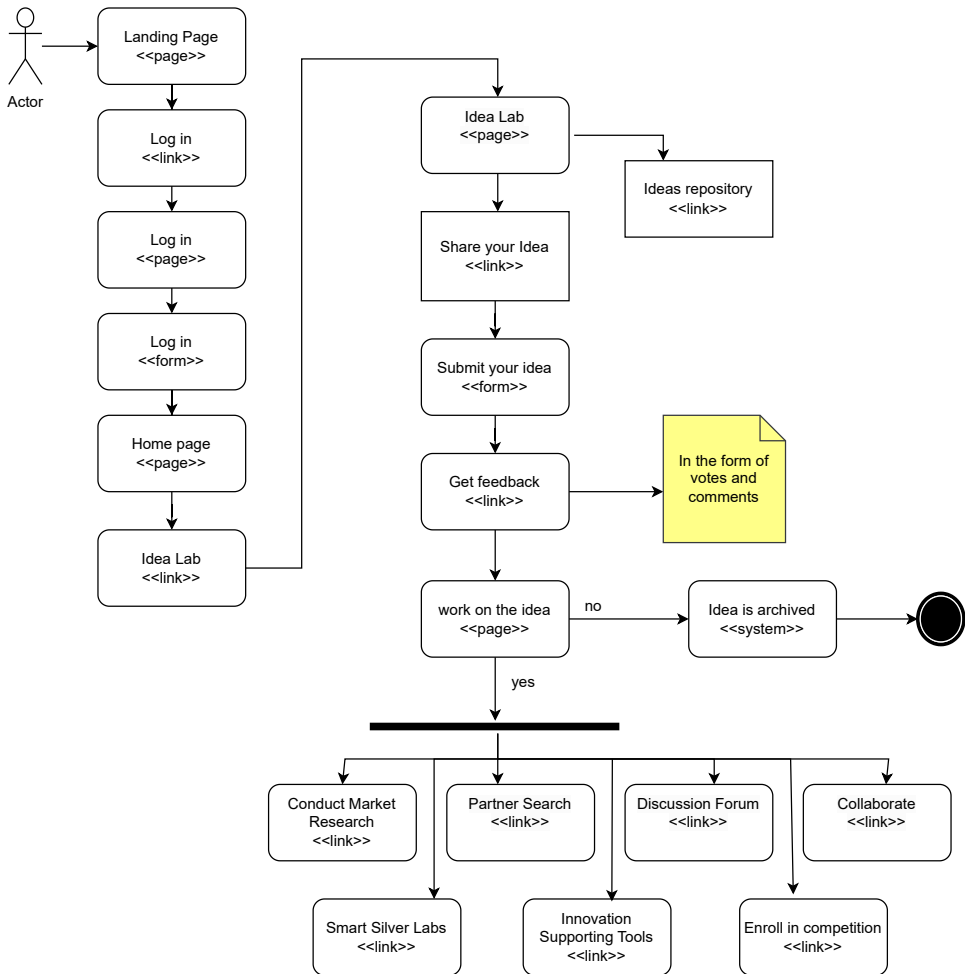 Actor
Landing Page
<<page>>
Log in
<<link>>
Log in
<<page>>
Log in
<<form>>
Home page
<<page>>
Idea Lab
<<link>>
Idea Lab
<<page>>
Ideas repository
<<link>>
Share your Idea
<<link>>
Submit your idea
<<form>>
Get feedback
<<link>>
In the form of
votes and
comments
work on the idea
<<page>>
no
Idea is archived
<<system>>
yes
Conduct Market
Research
<<link>>
Partner Search
<<link>>
Discussion Forum
<<link>>
Collaborate
<<link>>
Smart Silver Labs
<<link>>
Innovation
Supporting Tools
<<link>>
Enroll in competition
<<link>>